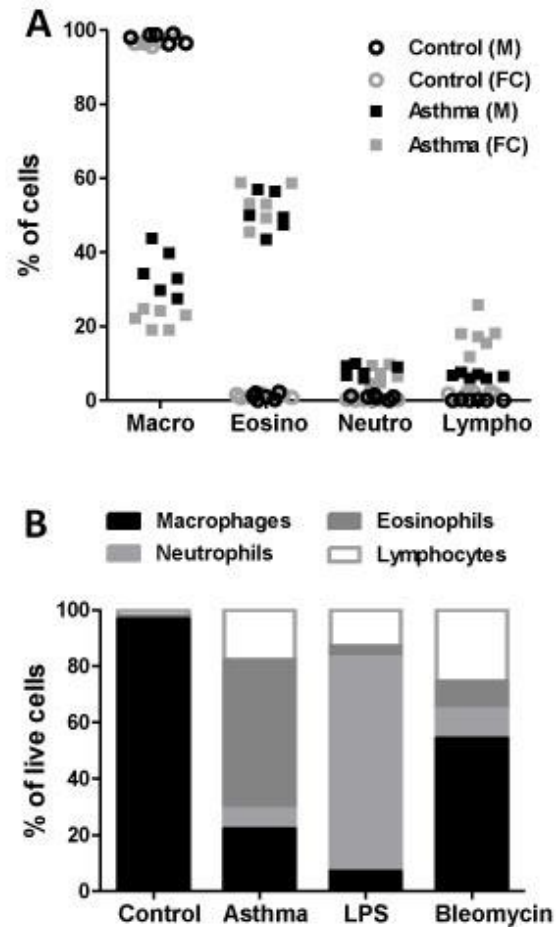 A
100
80
60
40
20
0
% of cells
Control (M)
Control (FC)
Asthma (M)
Asthma (FC)
Macro Eosino Neutro Lympho
B
Macrophages Eosinophils
Neutrophils Lymphocytes
100
80
60
40
20
0
% of live cells
Control Asthma LPS Bleomycin